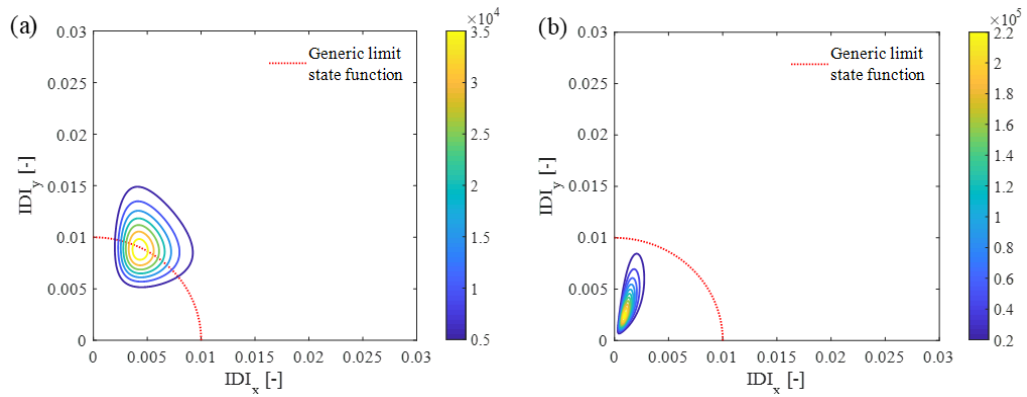 (a)
×10^4
0.03
0.025
0.02
0.015
0.01
0.005
0
IDI_y [-]
Generic limit
state function
0 0.005 0.01 0.015 0.02 0.025 0.03
IDI_x [-]
3.5
3
2.5
2
1.5
1
0.5
(b)
×10^5
0.03
0.025
0.02
0.015
0.01
0.005
0
IDI_y [-]
Generic limit
state function
0 0.005 0.01 0.015 0.02 0.025 0.03
IDI_x [-]
2.2
2
1.8
1.6
1.4
1.2
1
0.8
0.6
0.4
0.2